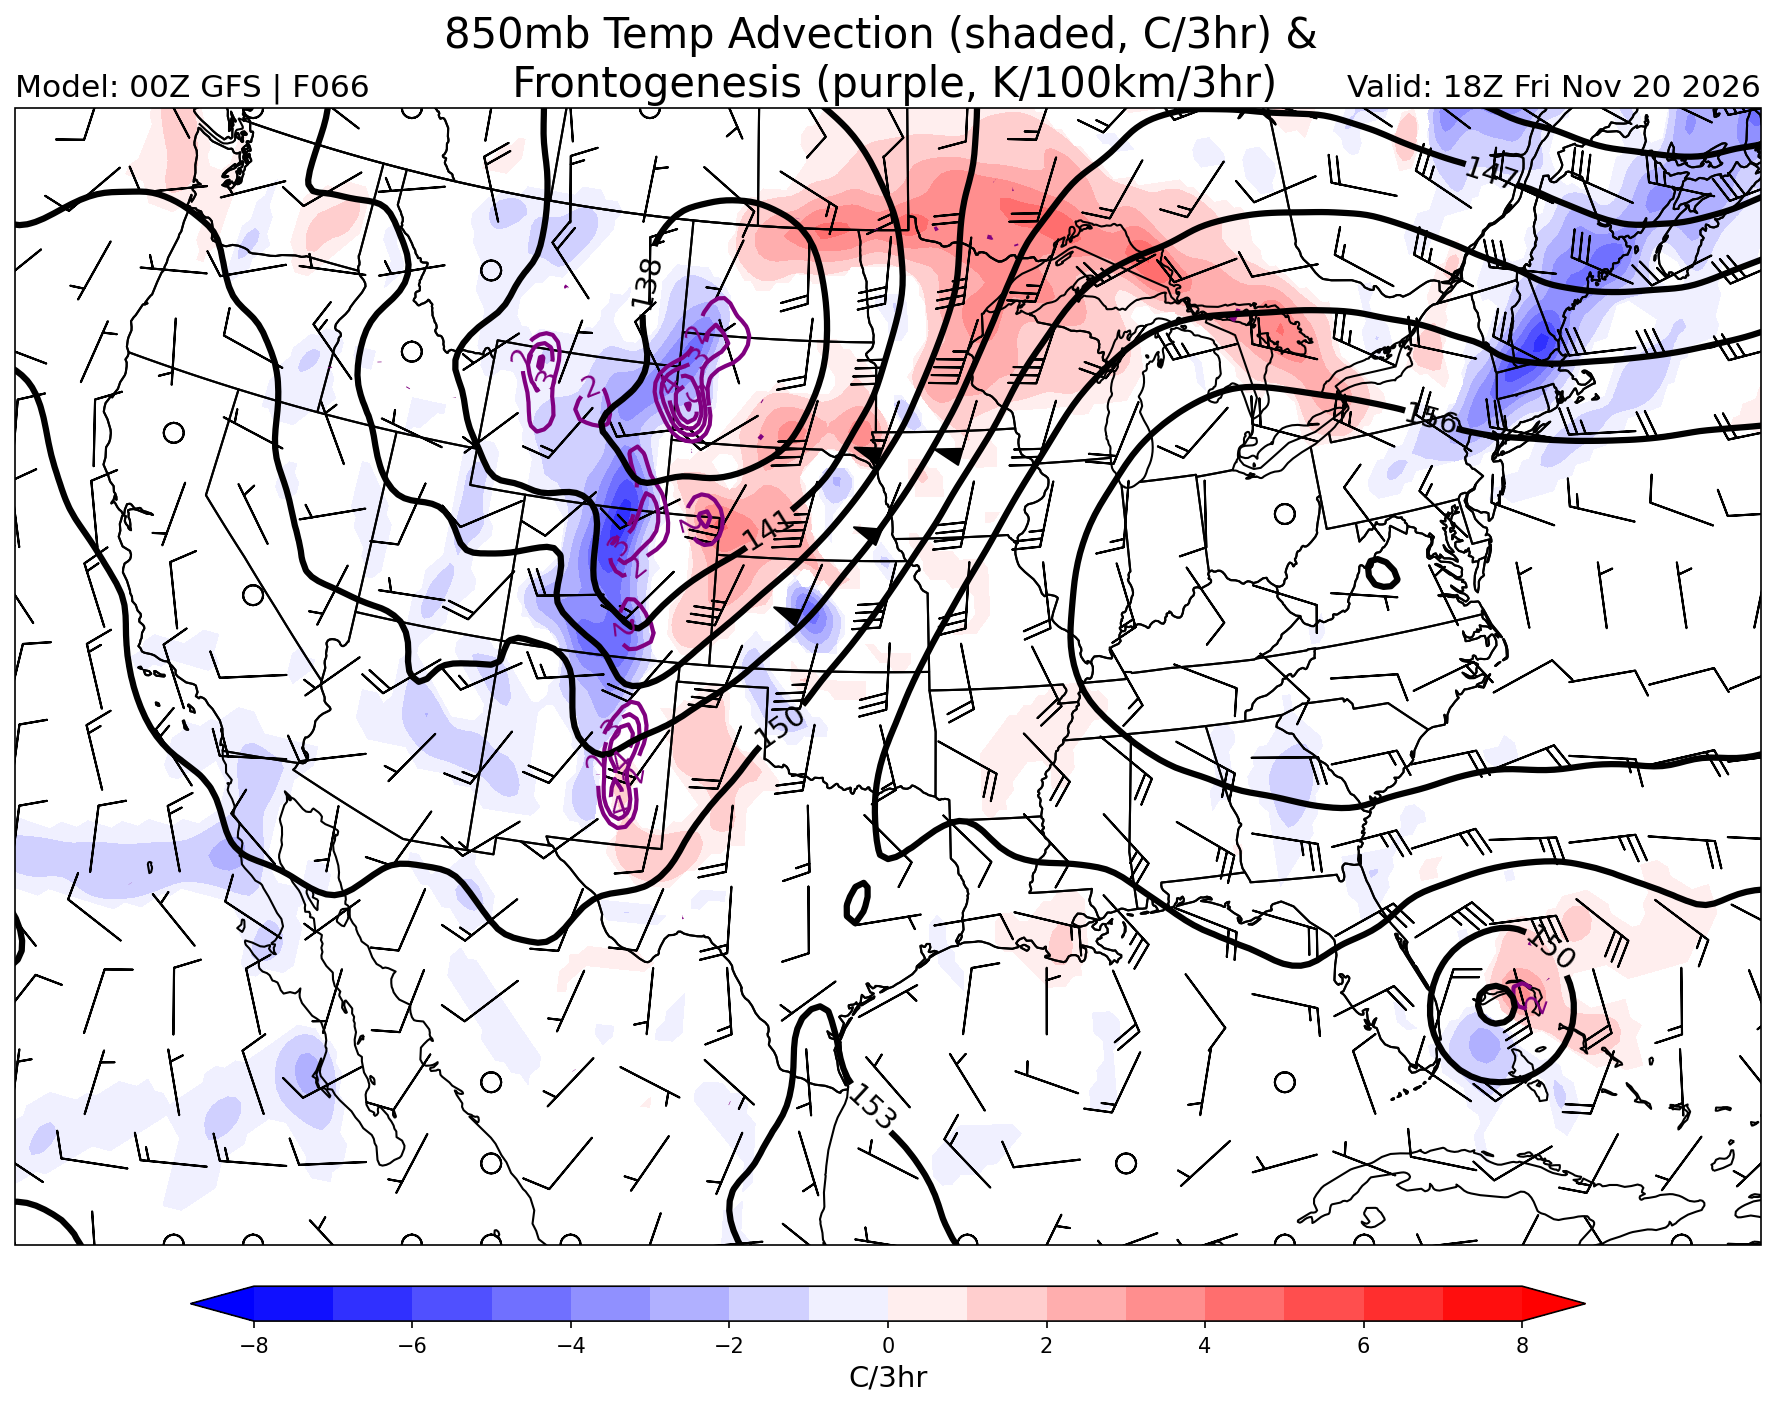 850mb Temp Advection (shaded, C/3hr) &
Model: 00Z GFS | F066
Frontogenesis (purple, K/100km/3hr)
Valid: 18Z Fri Nov 20 2026
147
138
156
141
150
150
153
−8 −6 −4 −2 0 2 4 6 8
C/3hr